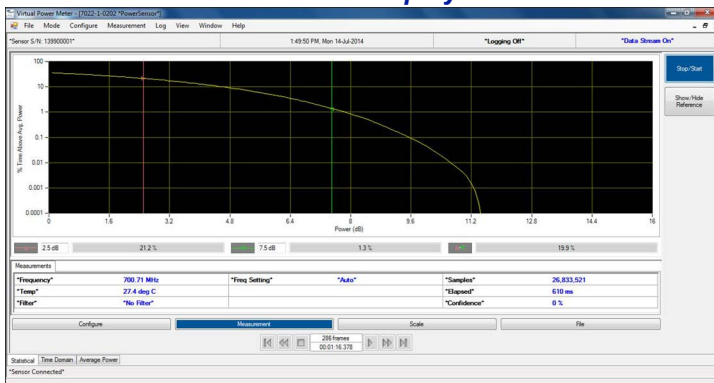 Virtual Power Meter - [7022-1-0202 *PowerSensor*]
File Mode Configure Measurement Log View Window Help
*Sensor S/N: 139900001* 1:49:50 PM, Mon 14-Jul-2014 *Logging Off* *Data Stream On*
Stop/Start
Show/Hide Reference
% Time Above Avg. Power
100
10
1
0.1
0.01
0.001
0.0001
0 1.6 3.2 4.8 6.4 8 9.6 11.2 12.8 14.4 16
Power (dB)
2.5 dB 21.2 % 7.5 dB 1.3 % 19.9 %
Measurements
*Frequency* 700.71 MHz *Freq Setting* *Auto* *Samples* 26,833,521
*Temp* 27.4 deg C *Elapsed* 610 ms
*Filter* *No Filter* *Confidence* 0 %
Configure Measurement Scale File
286 frames
00:01:16.378
Statistical Time Domain Average Power
*Sensor Connected*